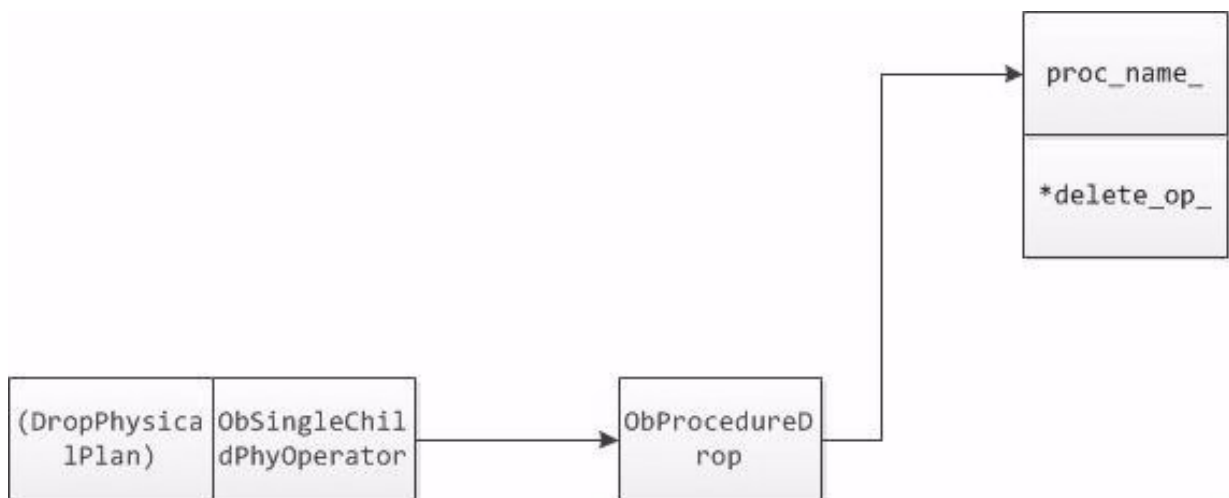 proc_name_
*delete_op_
(DropPhysica
lPlan)
ObSingleChil
dPhyOperator
ObProcedureD
rop